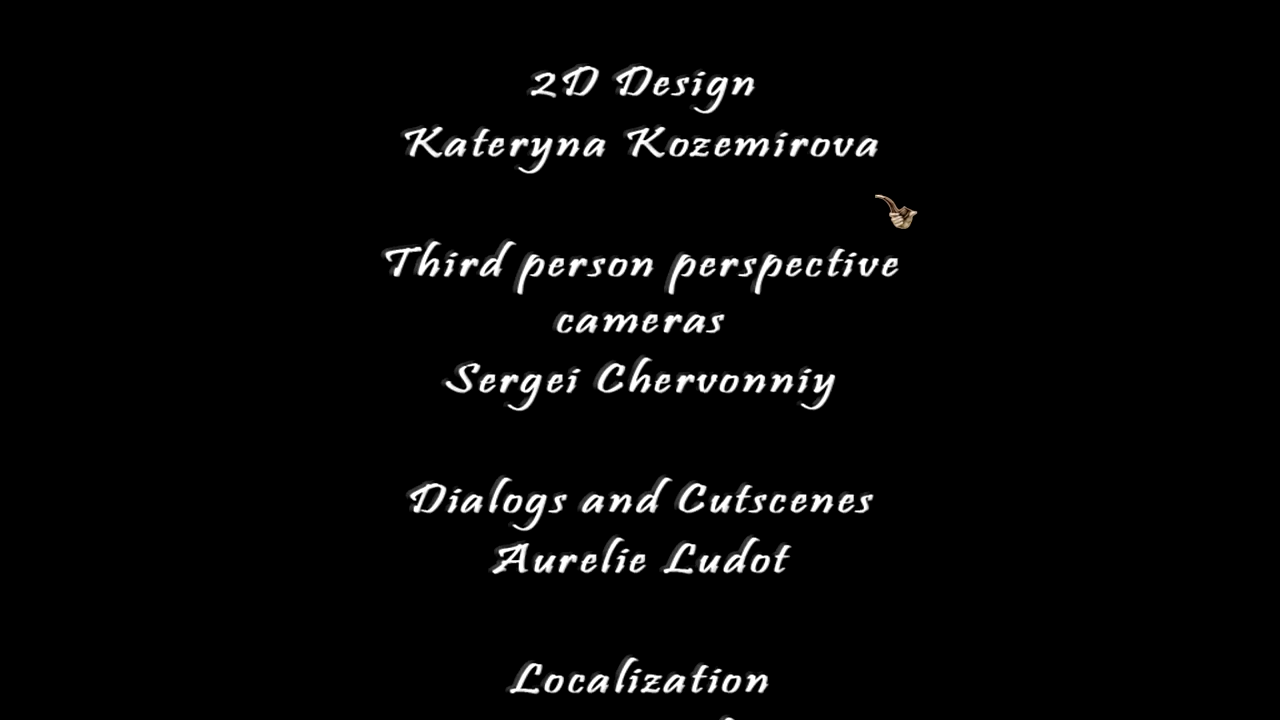 2D Design
Kateryna Kozemirova
Third person perspective
cameras
Sergei Chervonniy
Dialogs and Cutscenes
Aurelie Ludot
Localization